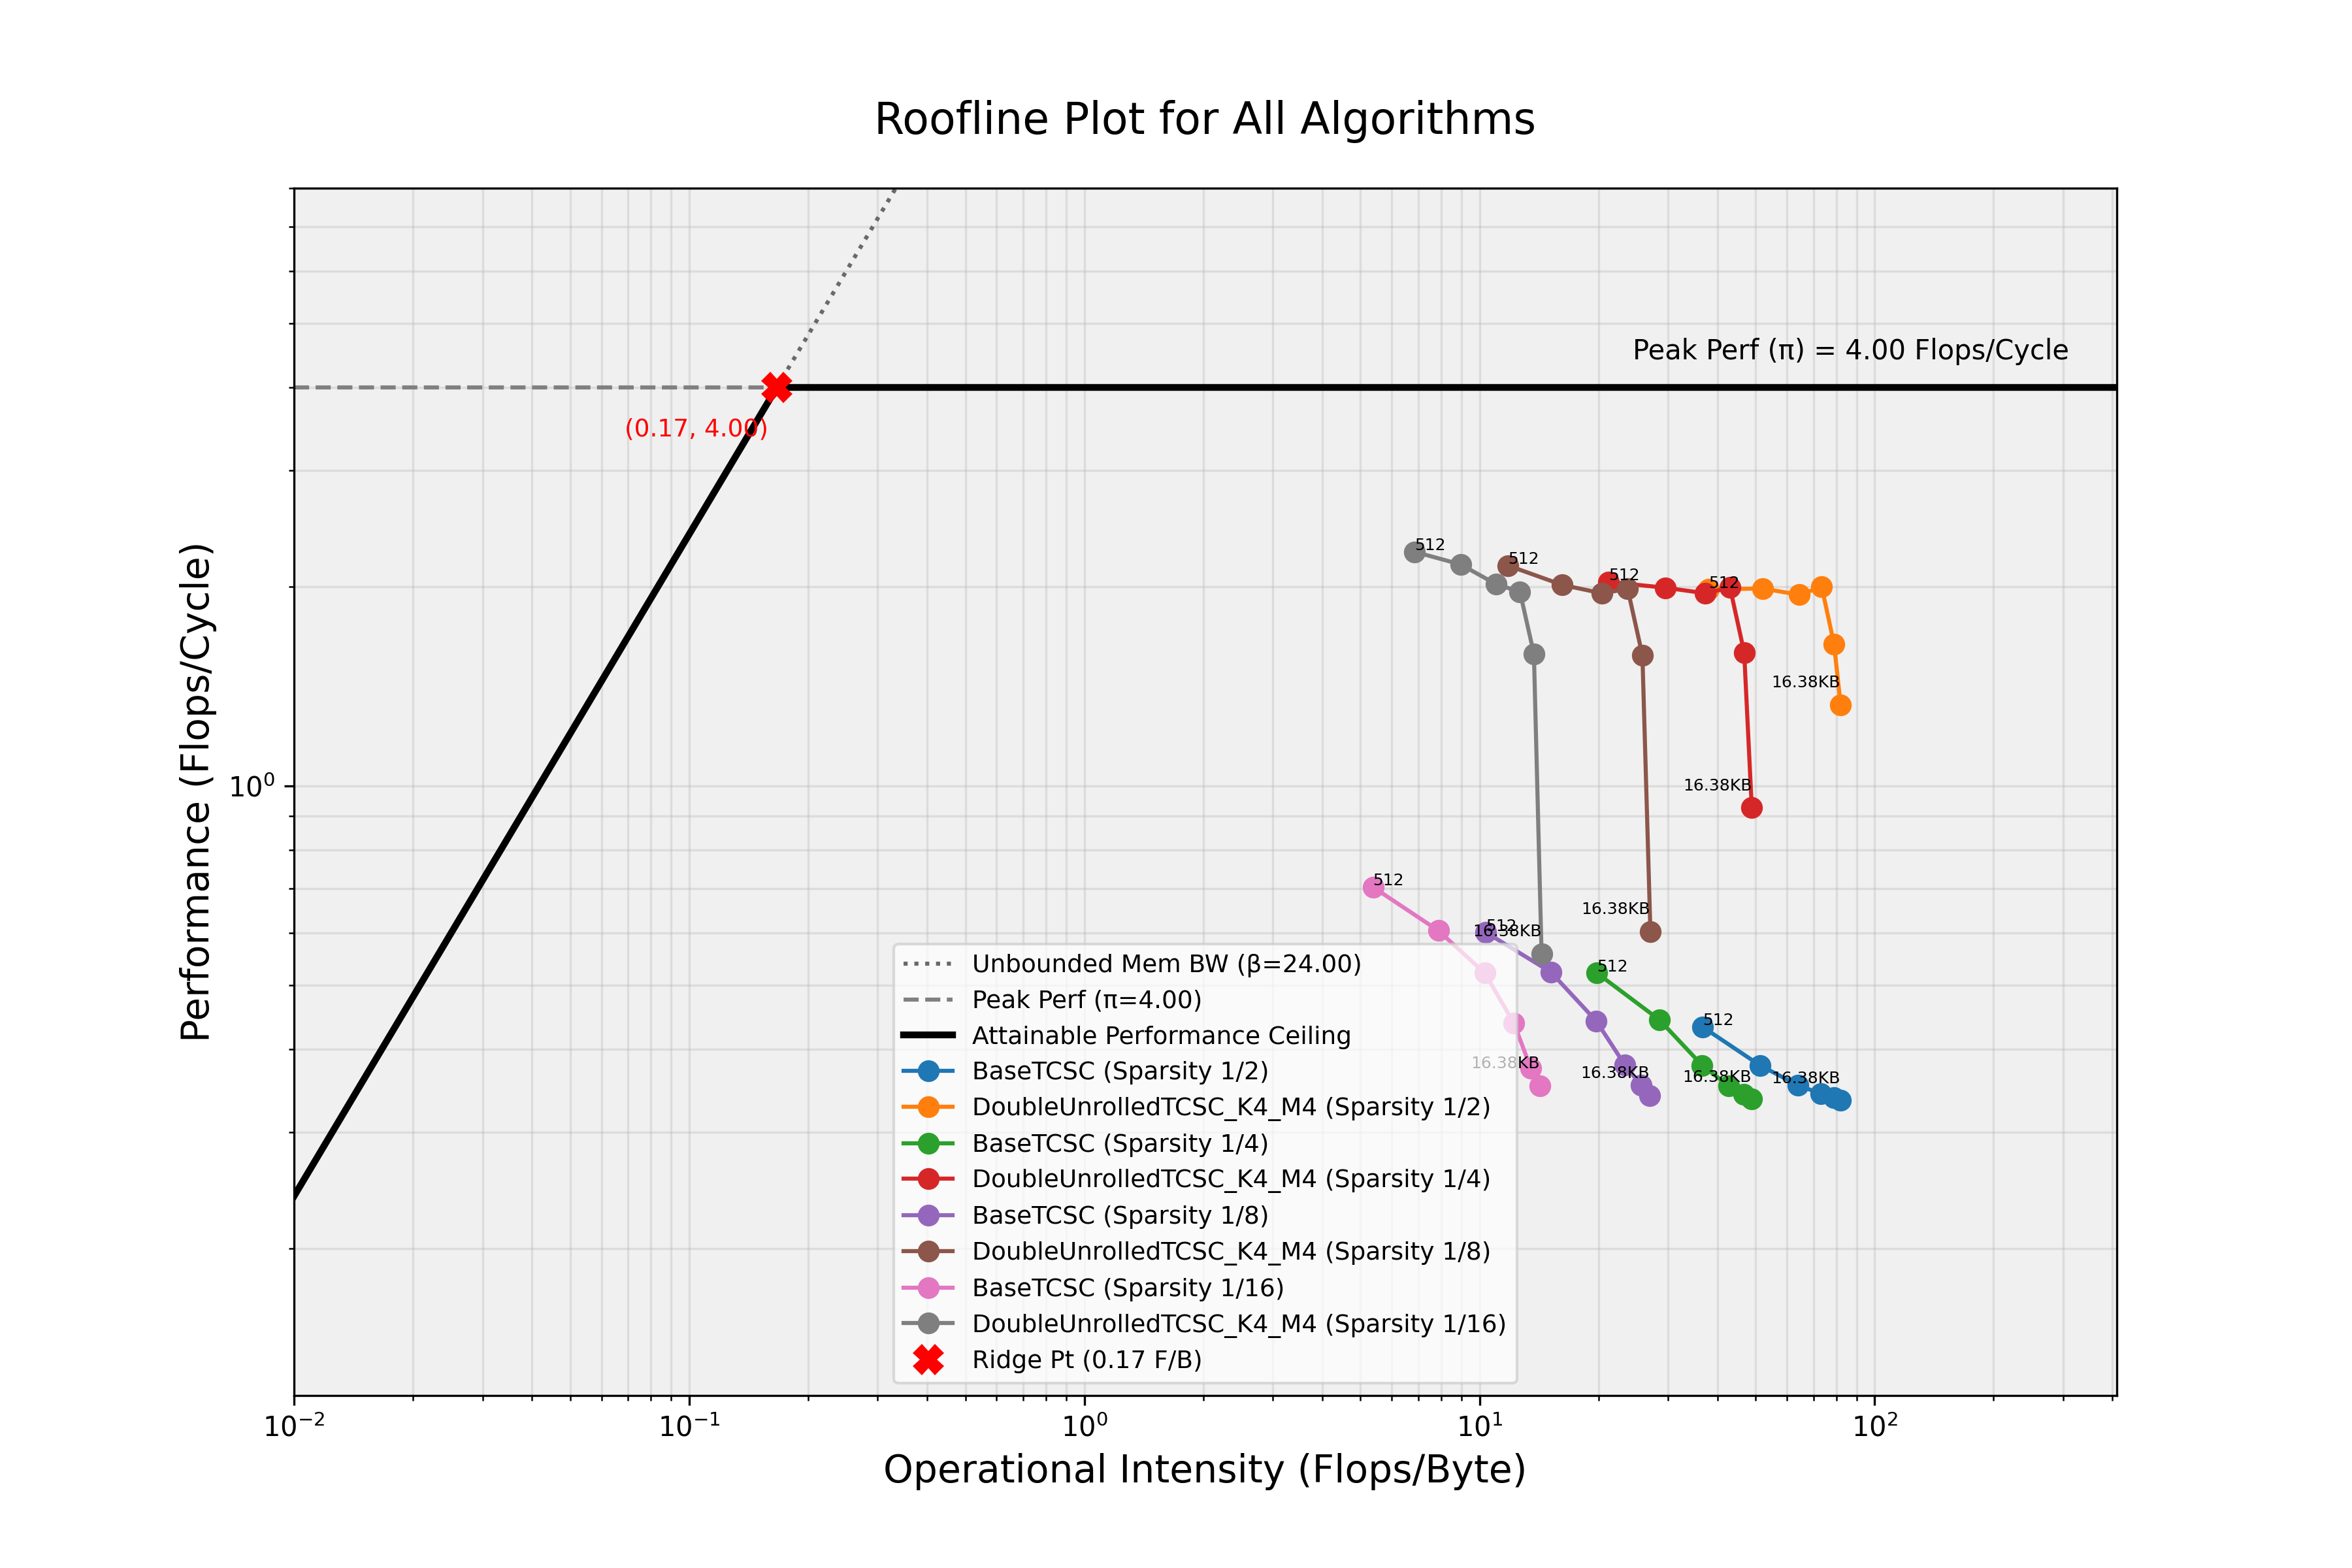 Roofline Plot for All Algorithms
Peak Perf (π) = 4.00 Flops/Cycle
(0.17, 4.00)
512
512
512
512
16.38KB
16.38KB
512
16.38KB
512
16.38KB
512
512
16.38KB
16.38KB
16.38KB
16.38KB
Performance (Flops/Cycle)
10⁰
Unbounded Mem BW (β=24.00)
Peak Perf (π=4.00)
Attainable Performance Ceiling
BaseTCSC (Sparsity 1/2)
DoubleUnrolledTCSC_K4_M4 (Sparsity 1/2)
BaseTCSC (Sparsity 1/4)
DoubleUnrolledTCSC_K4_M4 (Sparsity 1/4)
BaseTCSC (Sparsity 1/8)
DoubleUnrolledTCSC_K4_M4 (Sparsity 1/8)
BaseTCSC (Sparsity 1/16)
DoubleUnrolledTCSC_K4_M4 (Sparsity 1/16)
Ridge Pt (0.17 F/B)
10⁻² 10⁻¹ 10⁰ 10¹ 10²
Operational Intensity (Flops/Byte)